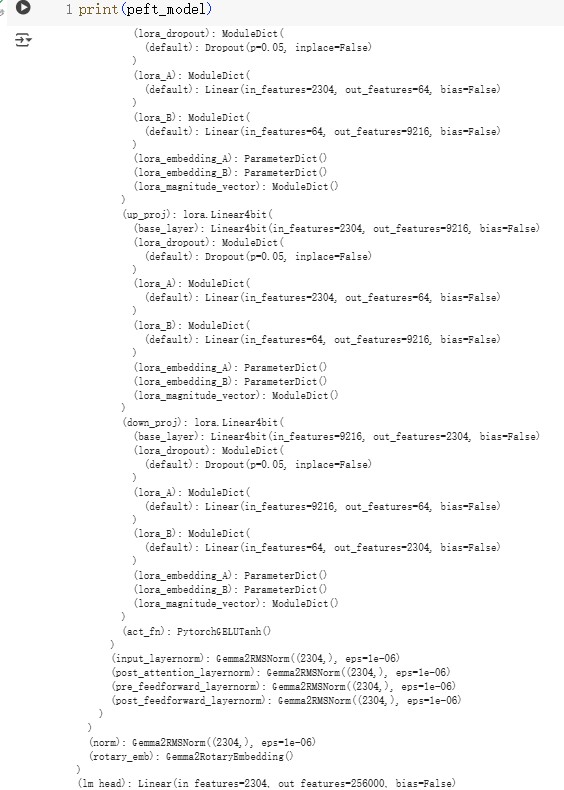 1 print(peft_model)
(lora_dropout): ModuleDict(
(default): Dropout(p=0.05, inplace=False)
)
(lora_A): ModuleDict(
(default): Linear(in_features=2304, out_features=64, bias=False)
)
(lora_B): ModuleDict(
(default): Linear(in_features=64, out_features=9216, bias=False)
)
(lora_embedding_A): ParameterDict()
(lora_embedding_B): ParameterDict()
(lora_magnitude_vector): ModuleDict()
)
(up_proj): lora.Linear4bit(
(base_layer): Linear4bit(in_features=2304, out_features=9216, bias=False)
(lora_dropout): ModuleDict(
(default): Dropout(p=0.05, inplace=False)
)
(lora_A): ModuleDict(
(default): Linear(in_features=2304, out_features=64, bias=False)
)
(lora_B): ModuleDict(
(default): Linear(in_features=64, out_features=9216, bias=False)
)
(lora_embedding_A): ParameterDict()
(lora_embedding_B): ParameterDict()
(lora_magnitude_vector): ModuleDict()
)
(down_proj): lora.Linear4bit(
(base_layer): Linear4bit(in_features=9216, out_features=2304, bias=False)
(lora_dropout): ModuleDict(
(default): Dropout(p=0.05, inplace=False)
)
(lora_A): ModuleDict(
(default): Linear(in_features=9216, out_features=64, bias=False)
)
(lora_B): ModuleDict(
(default): Linear(in_features=64, out_features=2304, bias=False)
)
(lora_embedding_A): ParameterDict()
(lora_embedding_B): ParameterDict()
(lora_magnitude_vector): ModuleDict()
)
(act_fn): PytorchGELUTanh()
)
(input_layernorm): Gemma2RMSNorm((2304,), eps=1e-06)
(post_attention_layernorm): Gemma2RMSNorm((2304,), eps=1e-06)
(pre_feedforward_layernorm): Gemma2RMSNorm((2304,), eps=1e-06)
(post_feedforward_layernorm): Gemma2RMSNorm((2304,), eps=1e-06)
)
)
(norm): Gemma2RMSNorm((2304,), eps=1e-06)
(rotary_emb): Gemma2RotaryEmbedding()
)
(lm_head): Linear(in_features=2304, out_features=256000, bias=False)